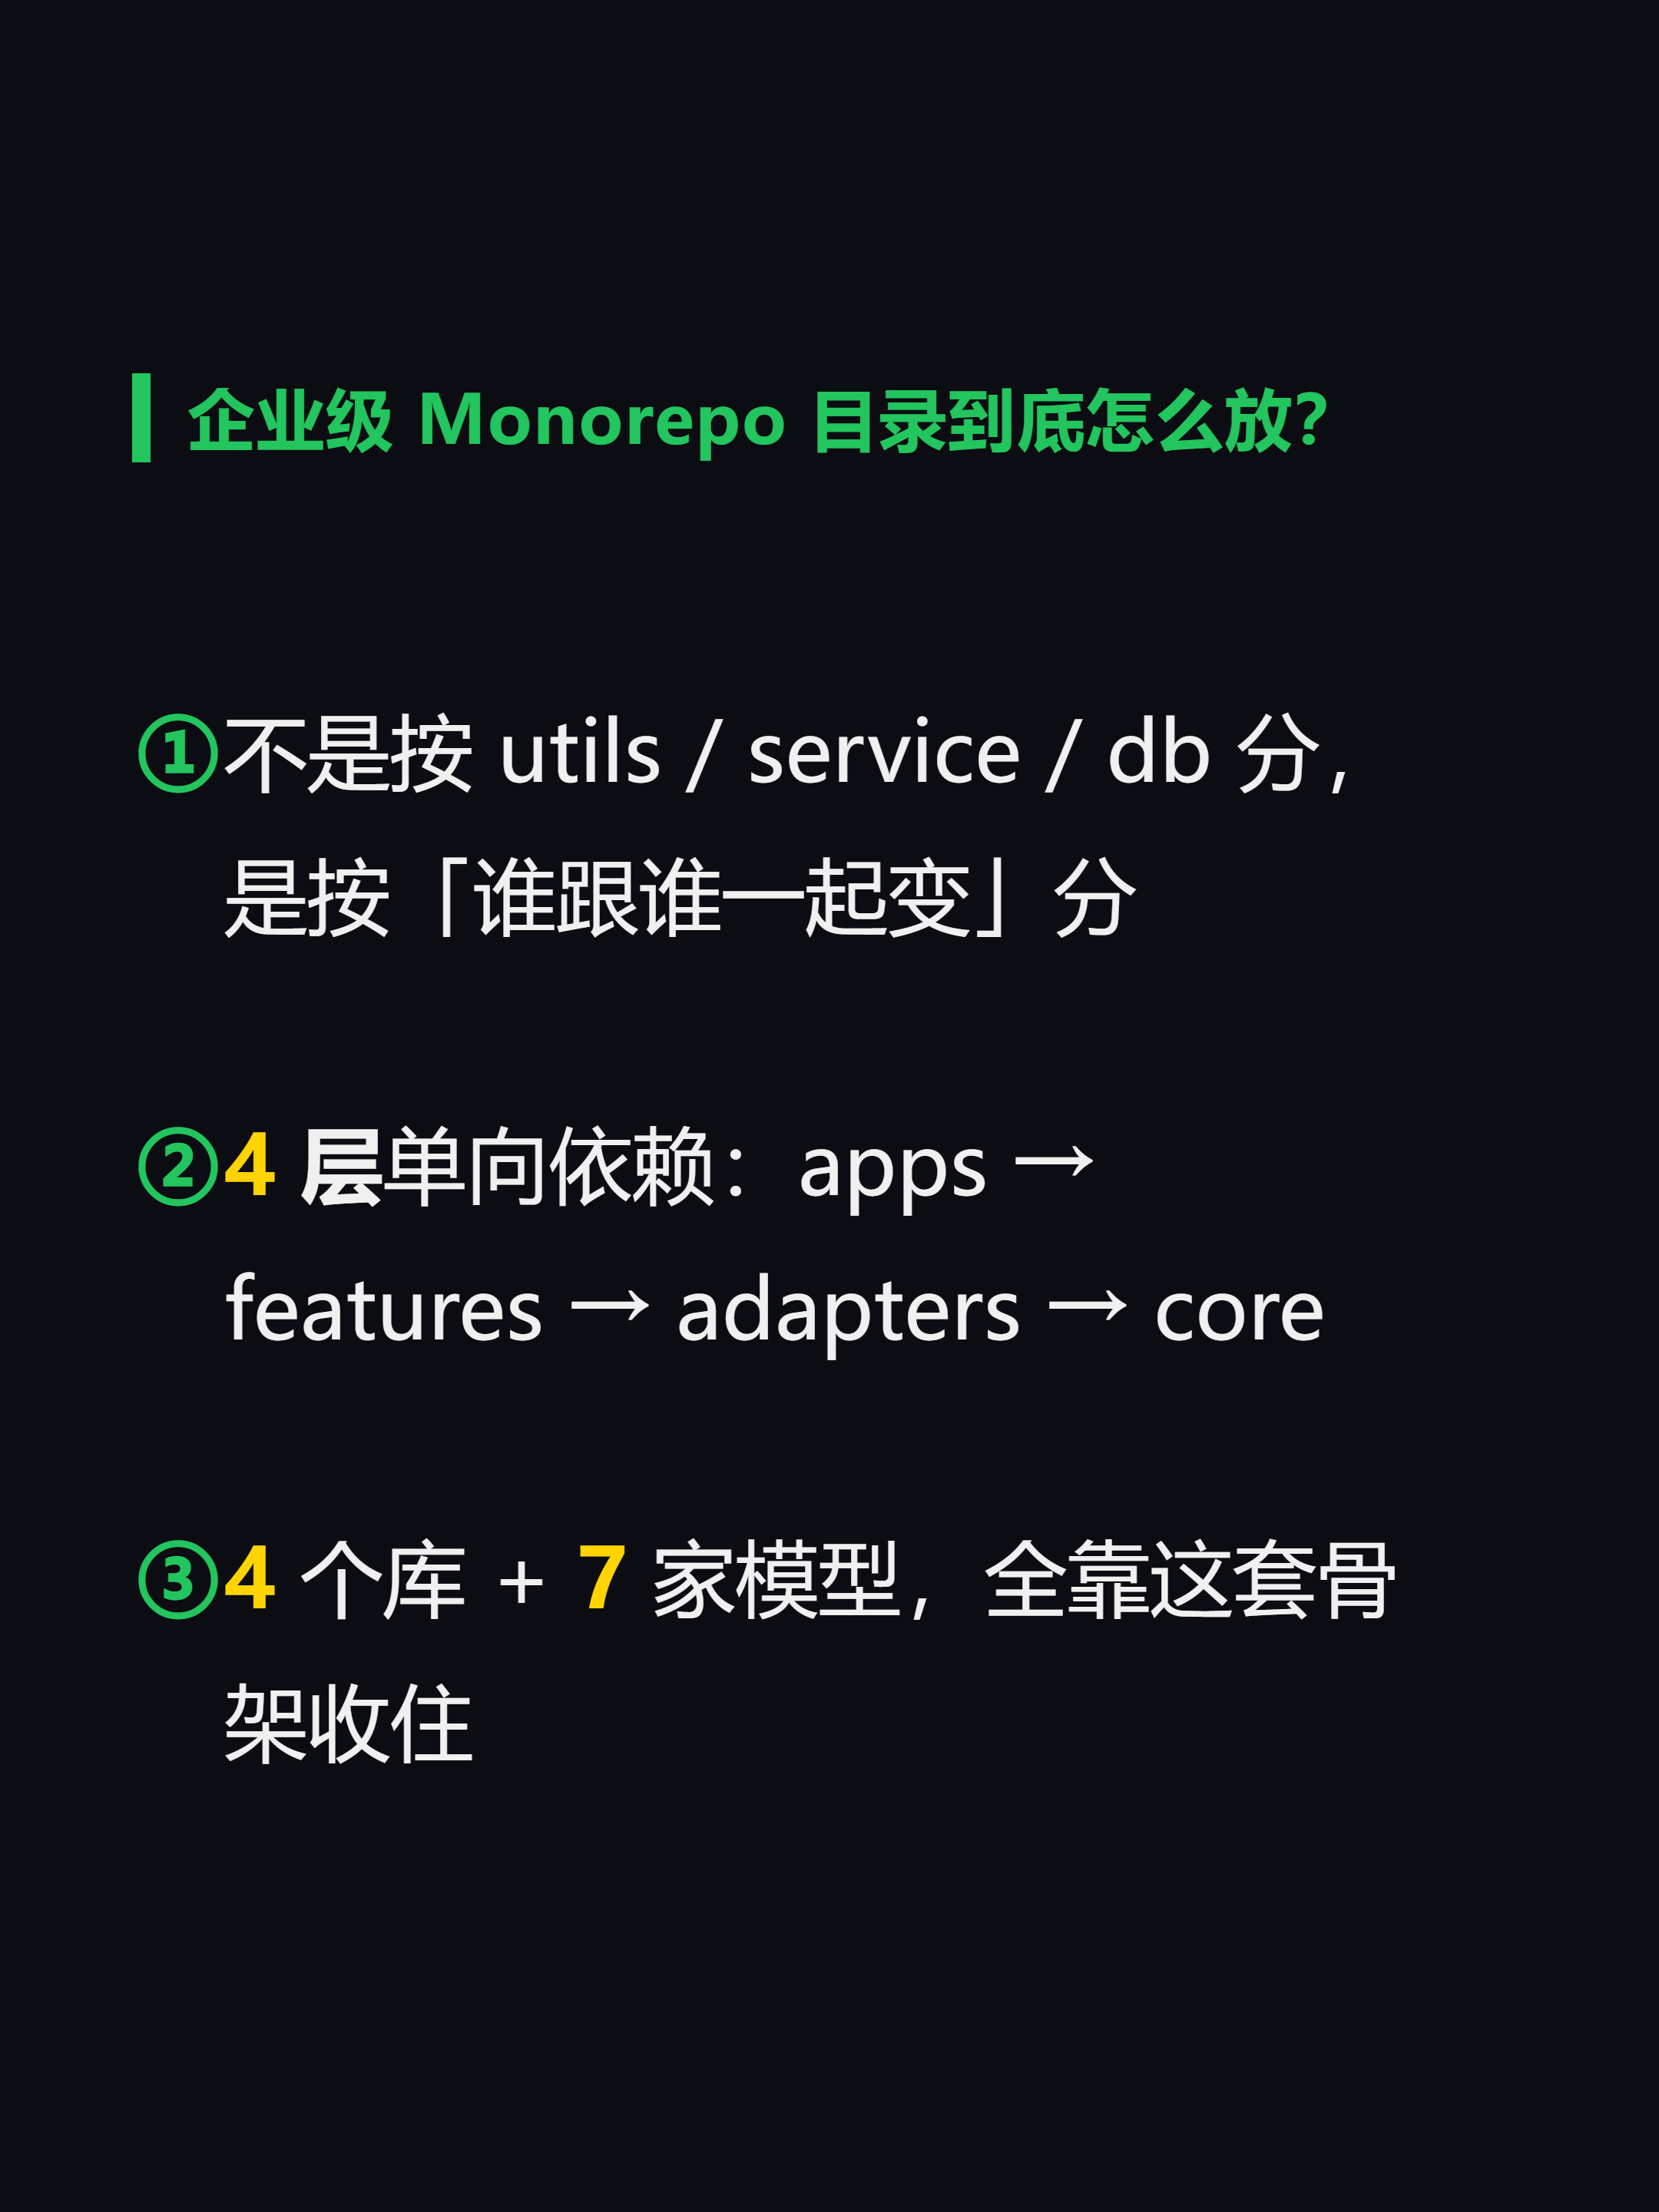 企业级 Monorepo 目录到底怎么放?
①不是按 utils / service / db 分，
是按「谁跟谁一起变」分
②4 层单向依赖：apps →
features → adapters → core
③4 个库 + 7 家模型，全靠这套骨
架收住